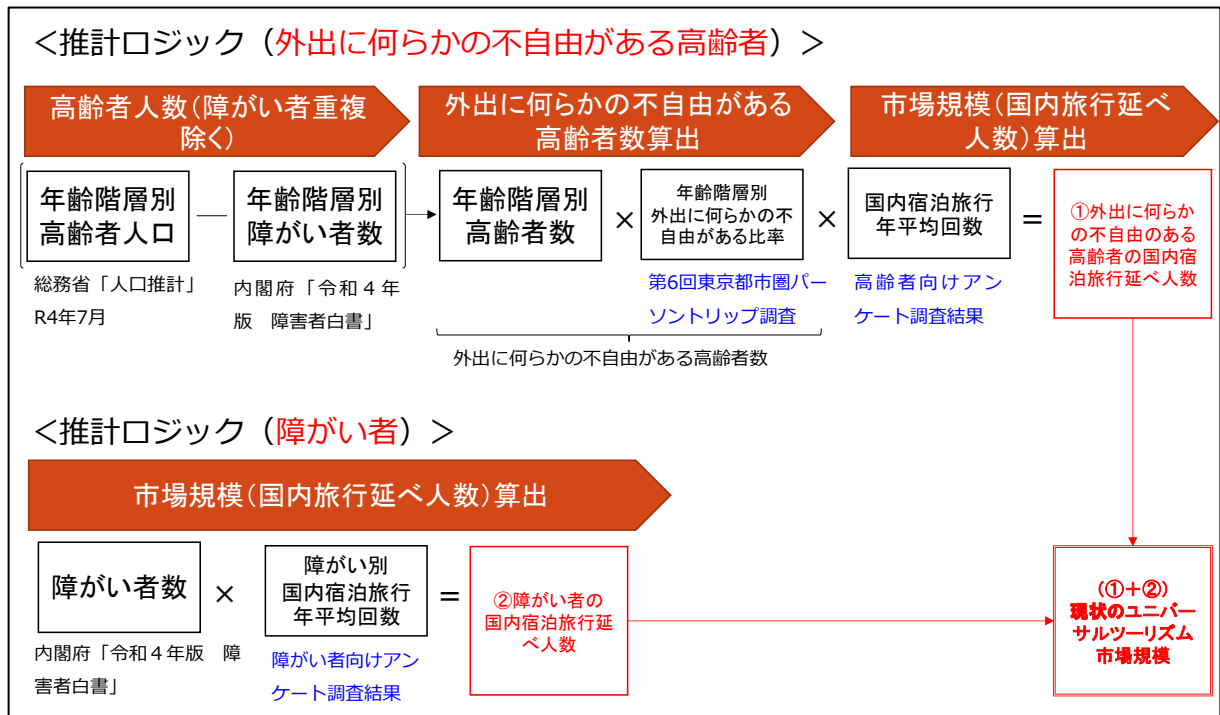 ＜推計ロジック（外出に何らかの不自由がある高齢者）＞
高齢者人数（障がい者重複
除く）
外出に何らかの不自由がある
高齢者数算出
市場規模（国内旅行延べ
人数）算出
年齢階層別
高齢者人口
―
年齢階層別
障がい者数
年齢階層別
高齢者数
×
年齢階層別
外出に何らかの不
自由がある比率
×
国内宿泊旅行
年平均回数
＝
①外出に何らか
の不自由のある
高齢者の国内宿
泊旅行延べ人数
総務省「人口推計」
R4年7月
内閣府「令和４年
版　障害者白書」
第6回東京都市圏パー
ソントリップ調査
高齢者向けアン
ケート調査結果
外出に何らかの不自由がある高齢者数
＜推計ロジック（障がい者）＞
市場規模（国内旅行延べ人数）算出
障がい者数
×
障がい別
国内宿泊旅行
年平均回数
＝
②障がい者の
国内宿泊旅行延
べ人数
（①＋②）
現状のユニバー
サルツーリズム
市場規模
内閣府「令和４年版　障
害者白書」
障がい者向けアン
ケート調査結果